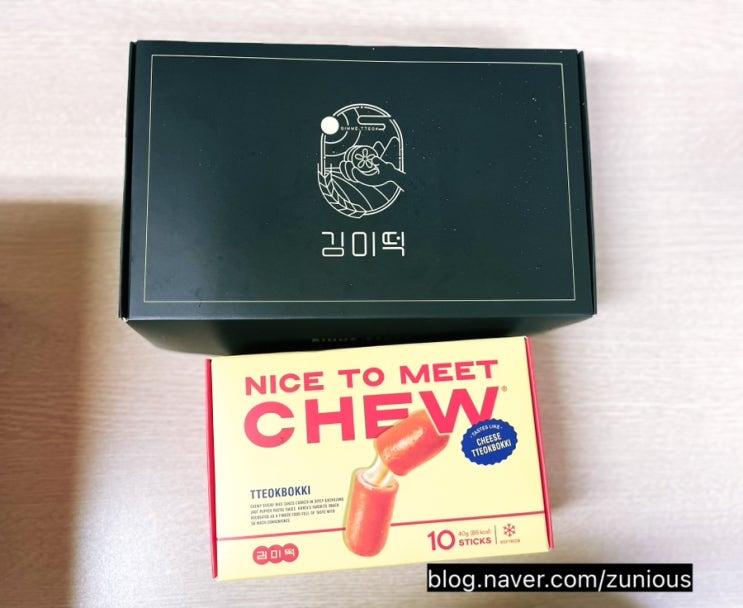 GIMME TTEOK
김미떡
NICE TO MEET
CHEW®
TASTES LIKE
CHEESE
TTEOKBOKKI
TTEOKBOKKI
김미떡
10 STICKS
40g
blog.naver.com/zunious